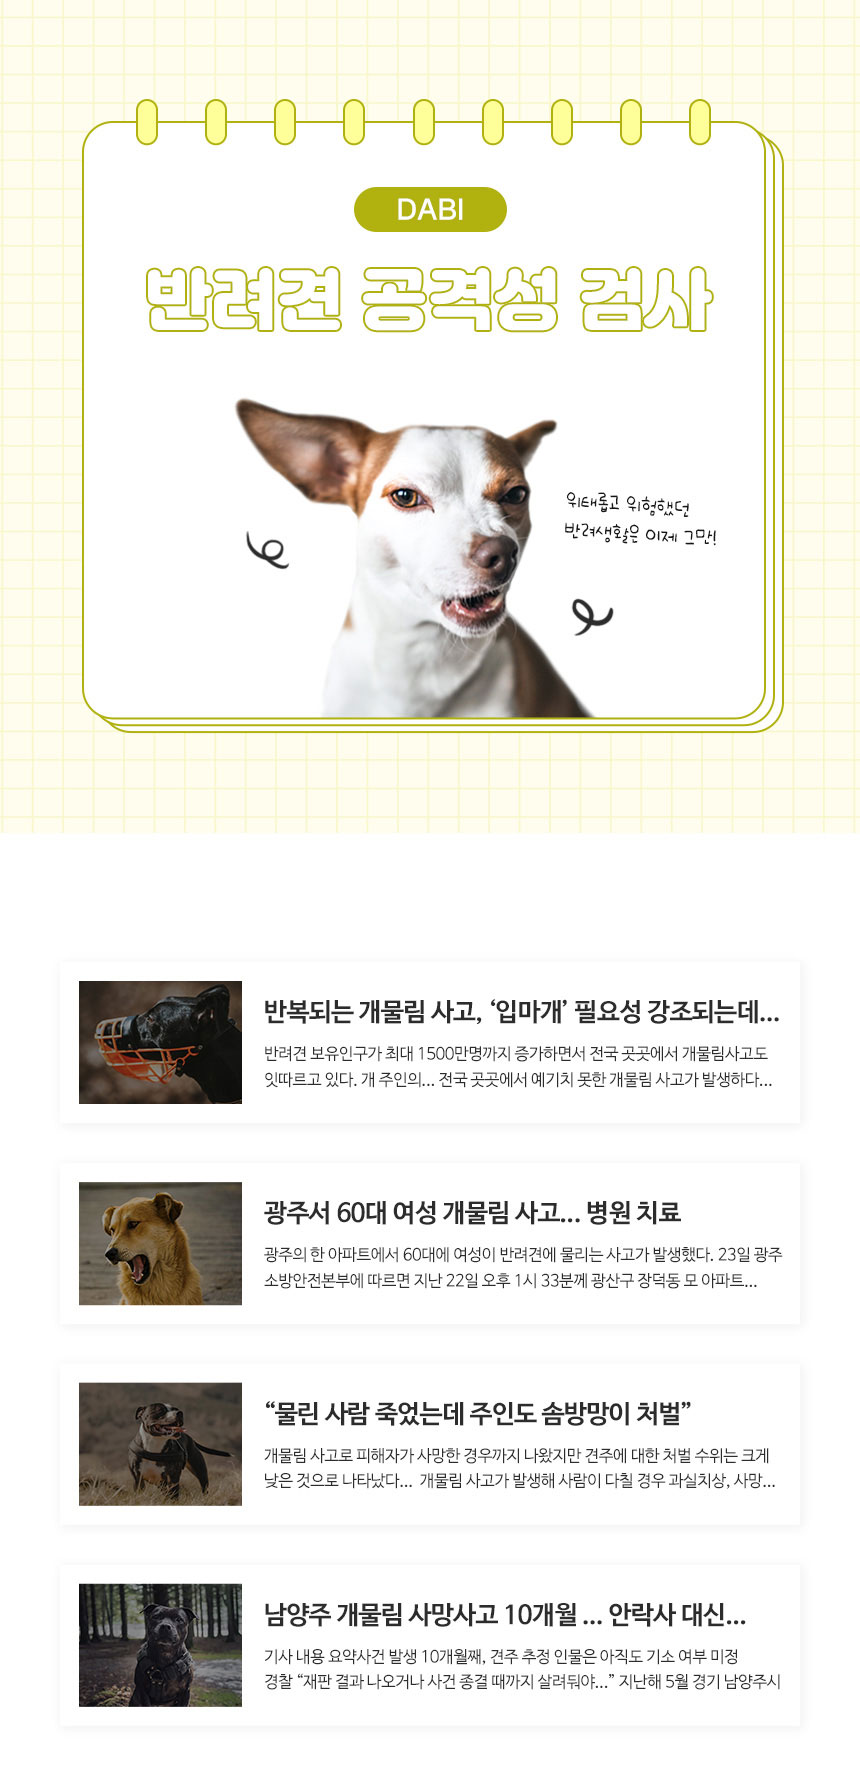 DABI
반려견 공격성 검사
위태롭고 위험했던
반려생활은 이제 그만!
반복되는 개물림 사고, ‘입마개’ 필요성 강조되는데...
반려견 보유인구가 최대 1500만명까지 증가하면서 전국 곳곳에서 개물림사고도
잇따르고 있다. 개 주인의... 전국 곳곳에서 예기치 못한 개물림 사고가 발생하다...
광주서 60대 여성 개물림 사고... 병원 치료
광주의 한 아파트에서 60대에 여성이 반려견에 물리는 사고가 발생했다. 23일 광주
소방안전본부에 따르면 지난 22일 오후 1시 33분께 광산구 장덕동 모 아파트...
“물린 사람 죽었는데 주인도 솜방망이 처벌”
개물림 사고로 피해자가 사망한 경우까지 나왔지만 견주에 대한 처벌 수위는 크게
낮은 것으로 나타났다... 개물림 사고가 발생해 사람이 다칠 경우 과실치상, 사망...
남양주 개물림 사망사고 10개월 ... 안락사 대신...
기사 내용 요약사건 발생 10개월째, 견주 추정 인물은 아직도 기소 여부 미정
경찰 “재판 결과 나오거나 사건 종결 때까지 살려둬야...” 지난해 5월 경기 남양주시